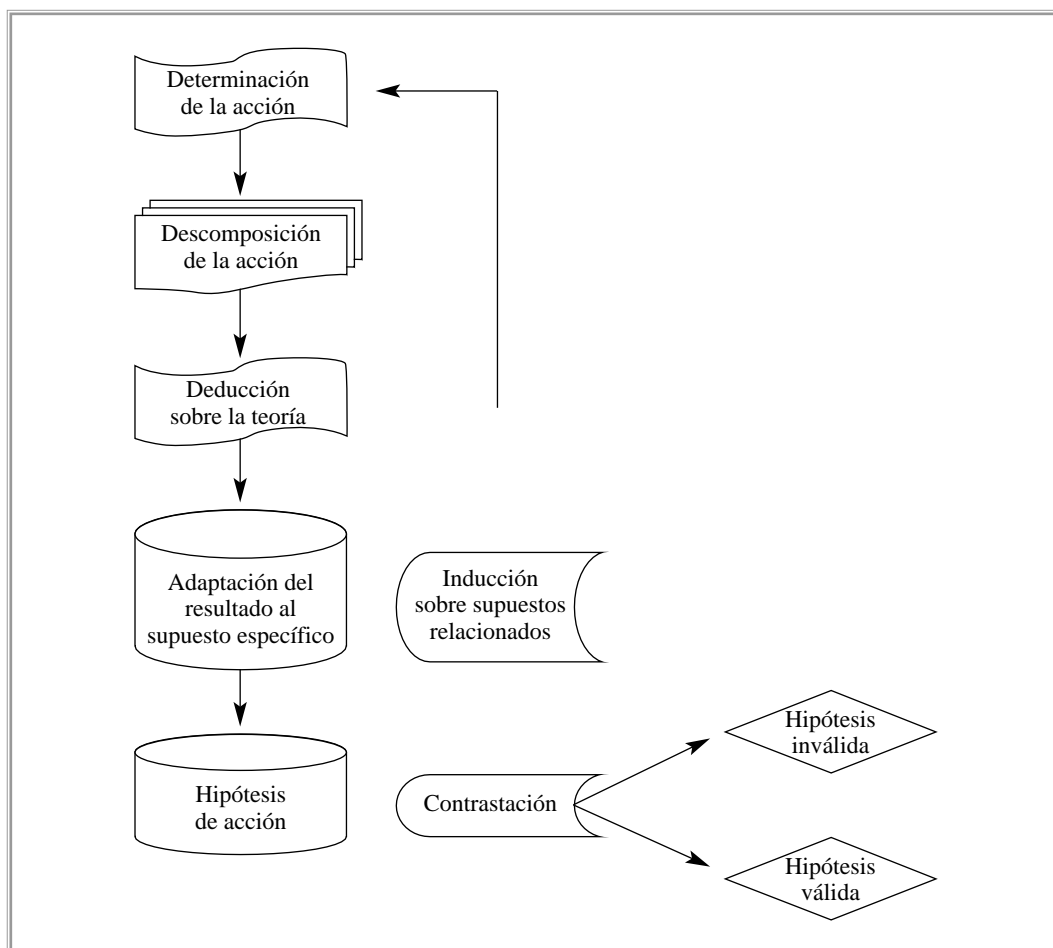 Determinación
de la acción
Descomposición
de la acción
Deducción
sobre la teoría
Adaptación del
resultado al
supuesto específico
Inducción
sobre supuestos
relacionados
Hipótesis
de acción
Contrastación
Hipótesis
inválida
Hipótesis
válida